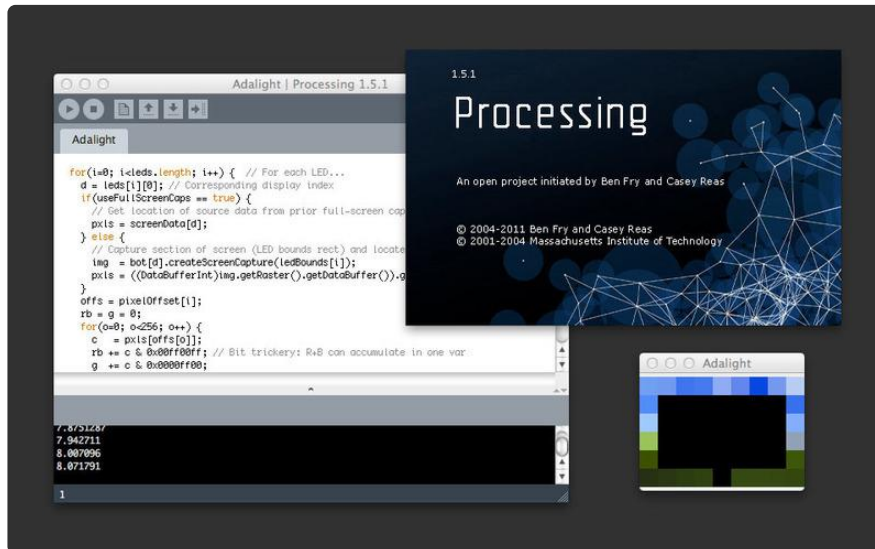 Adalight | Processing 1.5.1
Adalight
for(i=0; i<leds.length; i++) { // For each LED...
d = leds[i][0]; // Corresponding display index
if(useFullScreenCaps == true) {
// Get location of source data from prior full-screen cap
pxls = screenData[d];
} else {
// Capture section of screen (LED bounds rect) and locate
img = bot[d].createScreenCapture(ledBounds[i]);
pxls = ((DataBufferInt)img.getRaster().getDataBuffer()).g
}
offs = pixelOffset[i];
rb = g = 0;
for(o=0; o<256; o++) {
c = pxls[offs[o]];
rb += c & 0x00ff00ff; // Bit trickery: R+B can accumulate in one var
g += c & 0x0000ff00;
7.8751287
7.942711
8.007096
8.071791
1
1.5.1
Processing
An open project initiated by Ben Fry and Casey Reas
© 2004-2011 Ben Fry and Casey Reas
© 2001-2004 Massachusetts Institute of Technology
Adalight